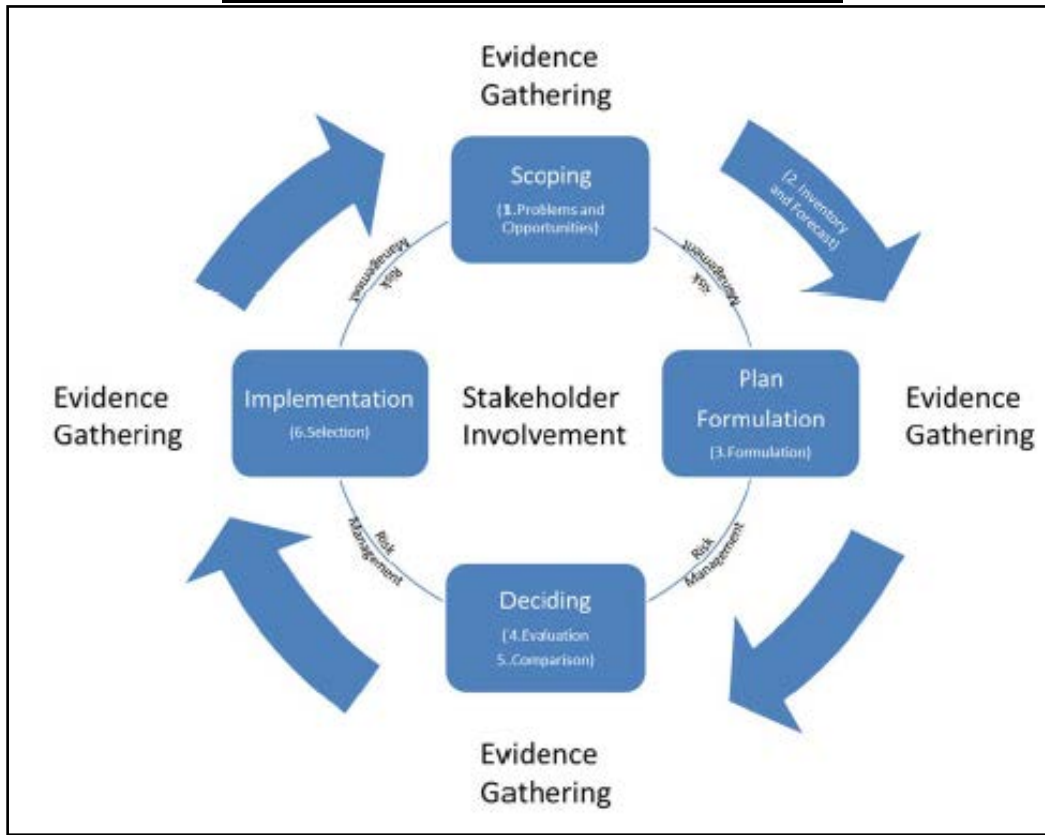 Evidence
Gathering
Scoping
(1.Problems and
Opportunities)
(2. Inventory
and Forecast)
Risk
Management
Risk
Management
Evidence
Gathering
Implementation
(6.Selection)
Stakeholder
Involvement
Plan
Formulation
(3.Formulation)
Evidence
Gathering
Risk
Management
Risk
Management
Deciding
(4.Evaluation
5..Comparison)
Evidence
Gathering